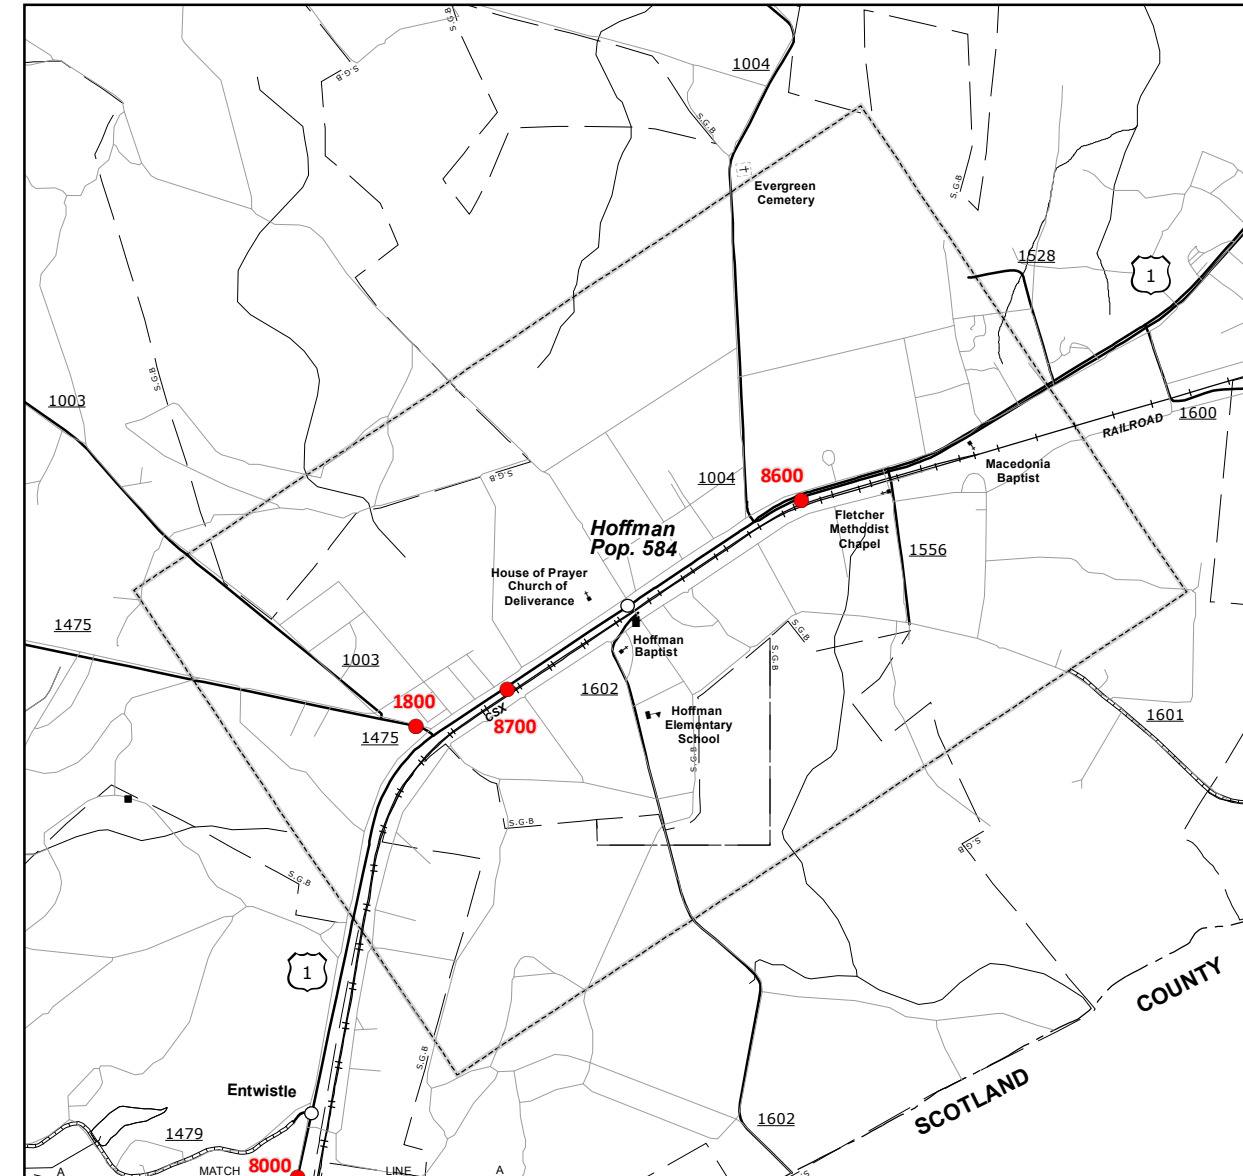 S.G.B
S.G.B
1004
S.G.B
Evergreen
Cemetery
S.G.B
1528
1
S.G.B
1003
1600
RAILROAD
Macedonia
Baptist
S.G.B
1004
8600
Fletcher
Methodist
Chapel
Hoffman
Pop. 584
1556
House of Prayer
Church of
Deliverance
1475
Hoffman
Baptist
S.G.B
S.G.B
1003
1602
1800
CSX
8700
Hoffman
Elementary
School
1601
1475
S.G.B
S.G.B
S.G.B
S.G.B
1
COUNTY
SCOTLAND
S.G.B
Entwistle
1602
1479
8000
A
MATCH
LINE
A
S.